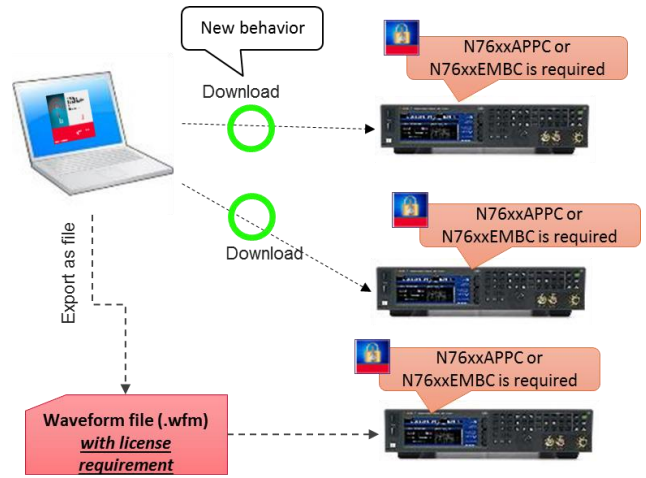 New behavior
Download
N76xxAPPC or
N76xxEMBC is required
N76xxAPPC or
N76xxEMBC is required
Download
Export as file
N76xxAPPC or
N76xxEMBC is required
Waveform file (.wfm)
with license
requirement